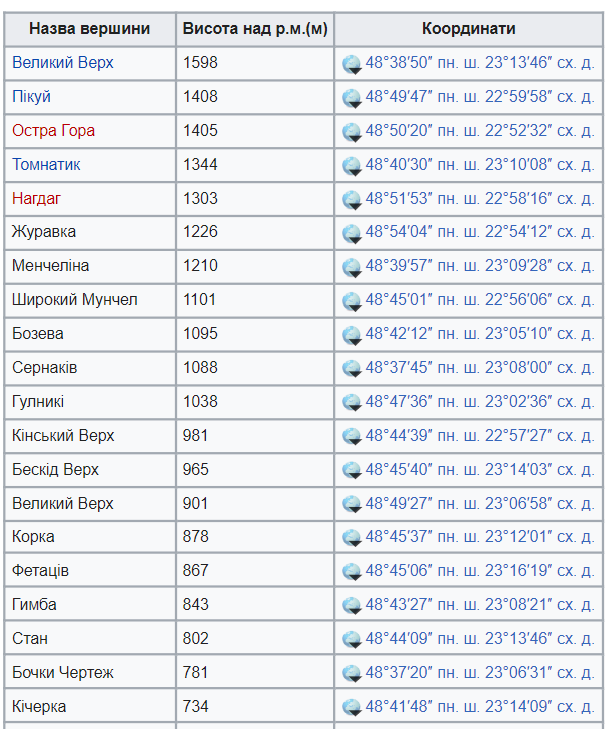 Назва вершини Висота над р.м.(м) Координати
Великий Верх 1598 48°38′50″ пн. ш. 23°13′46″ сх. д.
Пікуй 1408 48°49′47″ пн. ш. 22°59′58″ сх. д.
Остра Гора 1405 48°50′20″ пн. ш. 22°52′32″ сх. д.
Томнатик 1344 48°40′30″ пн. ш. 23°10′08″ сх. д.
Нагдаг 1303 48°51′53″ пн. ш. 22°58′16″ сх. д.
Журавка 1226 48°54′04″ пн. ш. 22°54′12″ сх. д.
Менчеліна 1210 48°39′57″ пн. ш. 23°09′28″ сх. д.
Широкий Мунчел 1101 48°45′01″ пн. ш. 22°56′06″ сх. д.
Бозева 1095 48°42′12″ пн. ш. 23°05′10″ сх. д.
Сернаків 1088 48°37′45″ пн. ш. 23°08′00″ сх. д.
Гулникі 1038 48°47′36″ пн. ш. 23°02′36″ сх. д.
Кінський Верх 981 48°44′39″ пн. ш. 22°57′27″ сх. д.
Бескід Верх 965 48°45′40″ пн. ш. 23°14′03″ сх. д.
Великий Верх 901 48°49′27″ пн. ш. 23°06′58″ сх. д.
Корка 878 48°45′37″ пн. ш. 23°12′01″ сх. д.
Фетаців 867 48°45′06″ пн. ш. 23°16′19″ сх. д.
Гимба 843 48°43′27″ пн. ш. 23°08′21″ сх. д.
Стан 802 48°44′09″ пн. ш. 23°13′46″ сх. д.
Бочки Чертеж 781 48°37′20″ пн. ш. 23°06′31″ сх. д.
Кічерка 734 48°41′48″ пн. ш. 23°14′09″ сх. д.